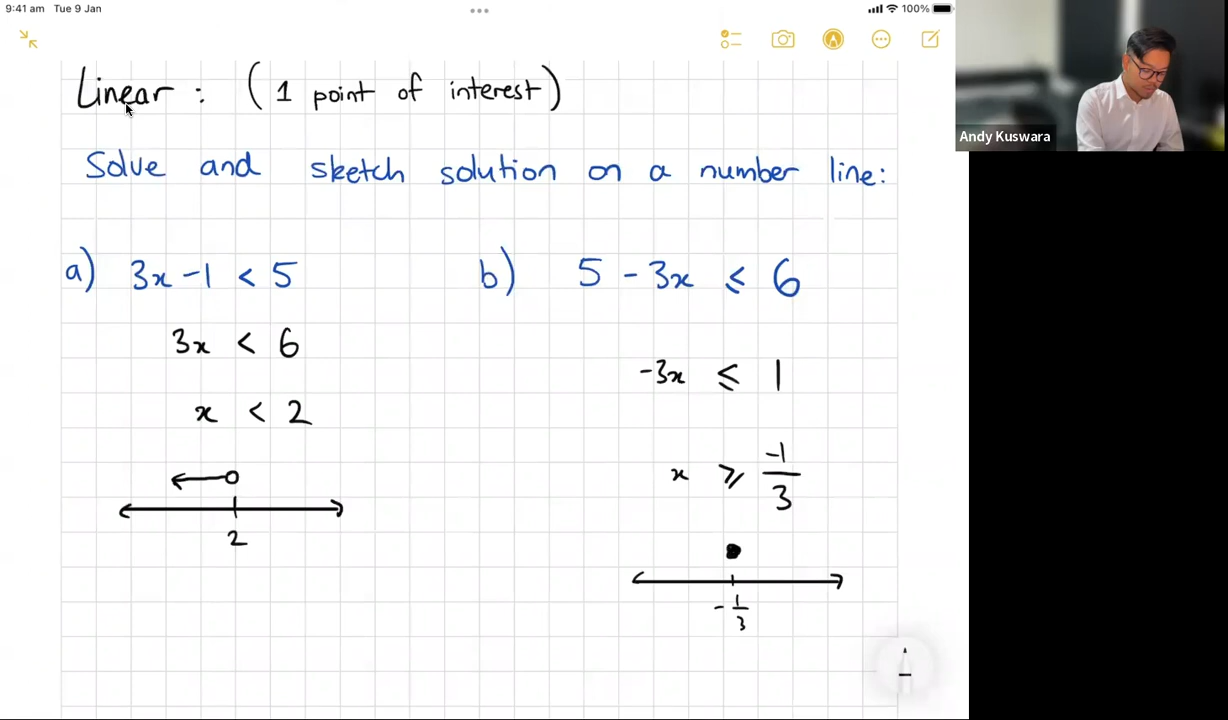 9:41 am Tue 9 Jan
100%
Linear : ( 1 point of interest )
Andy Kuswara
Solve and sketch solution on a number line:
a) 3x - 1 < 5
b) 5 - 3x ≤ 6
3x < 6
-3x ≤ 1
x < 2
x ≥ -1/3
2
-1/3